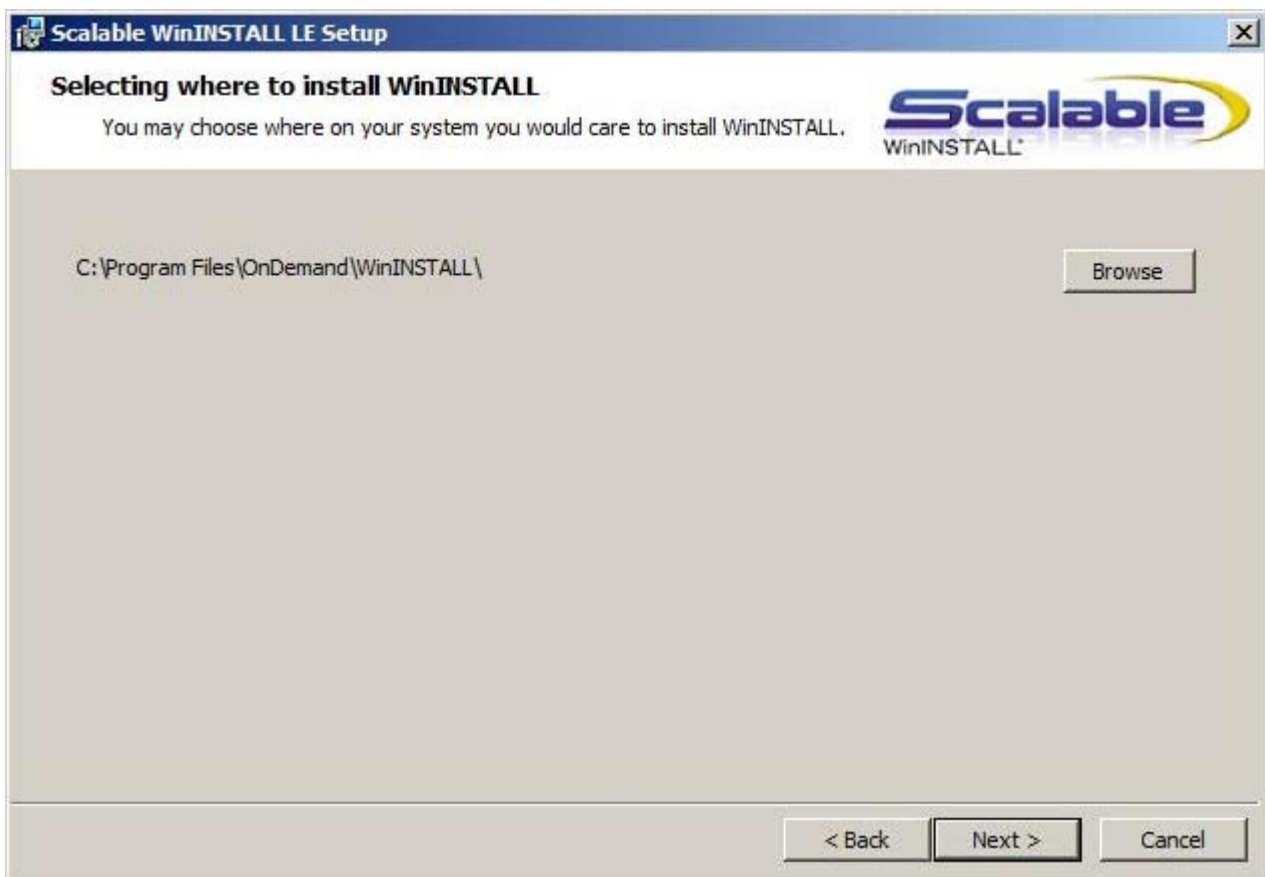 Scalable WinINSTALL LE Setup
Selecting where to install WinINSTALL
You may choose where on your system you would care to install WinINSTALL.
Scalable
WinINSTALL
C:\Program Files\OnDemand\WinINSTALL\
Browse
< Back
Next >
Cancel